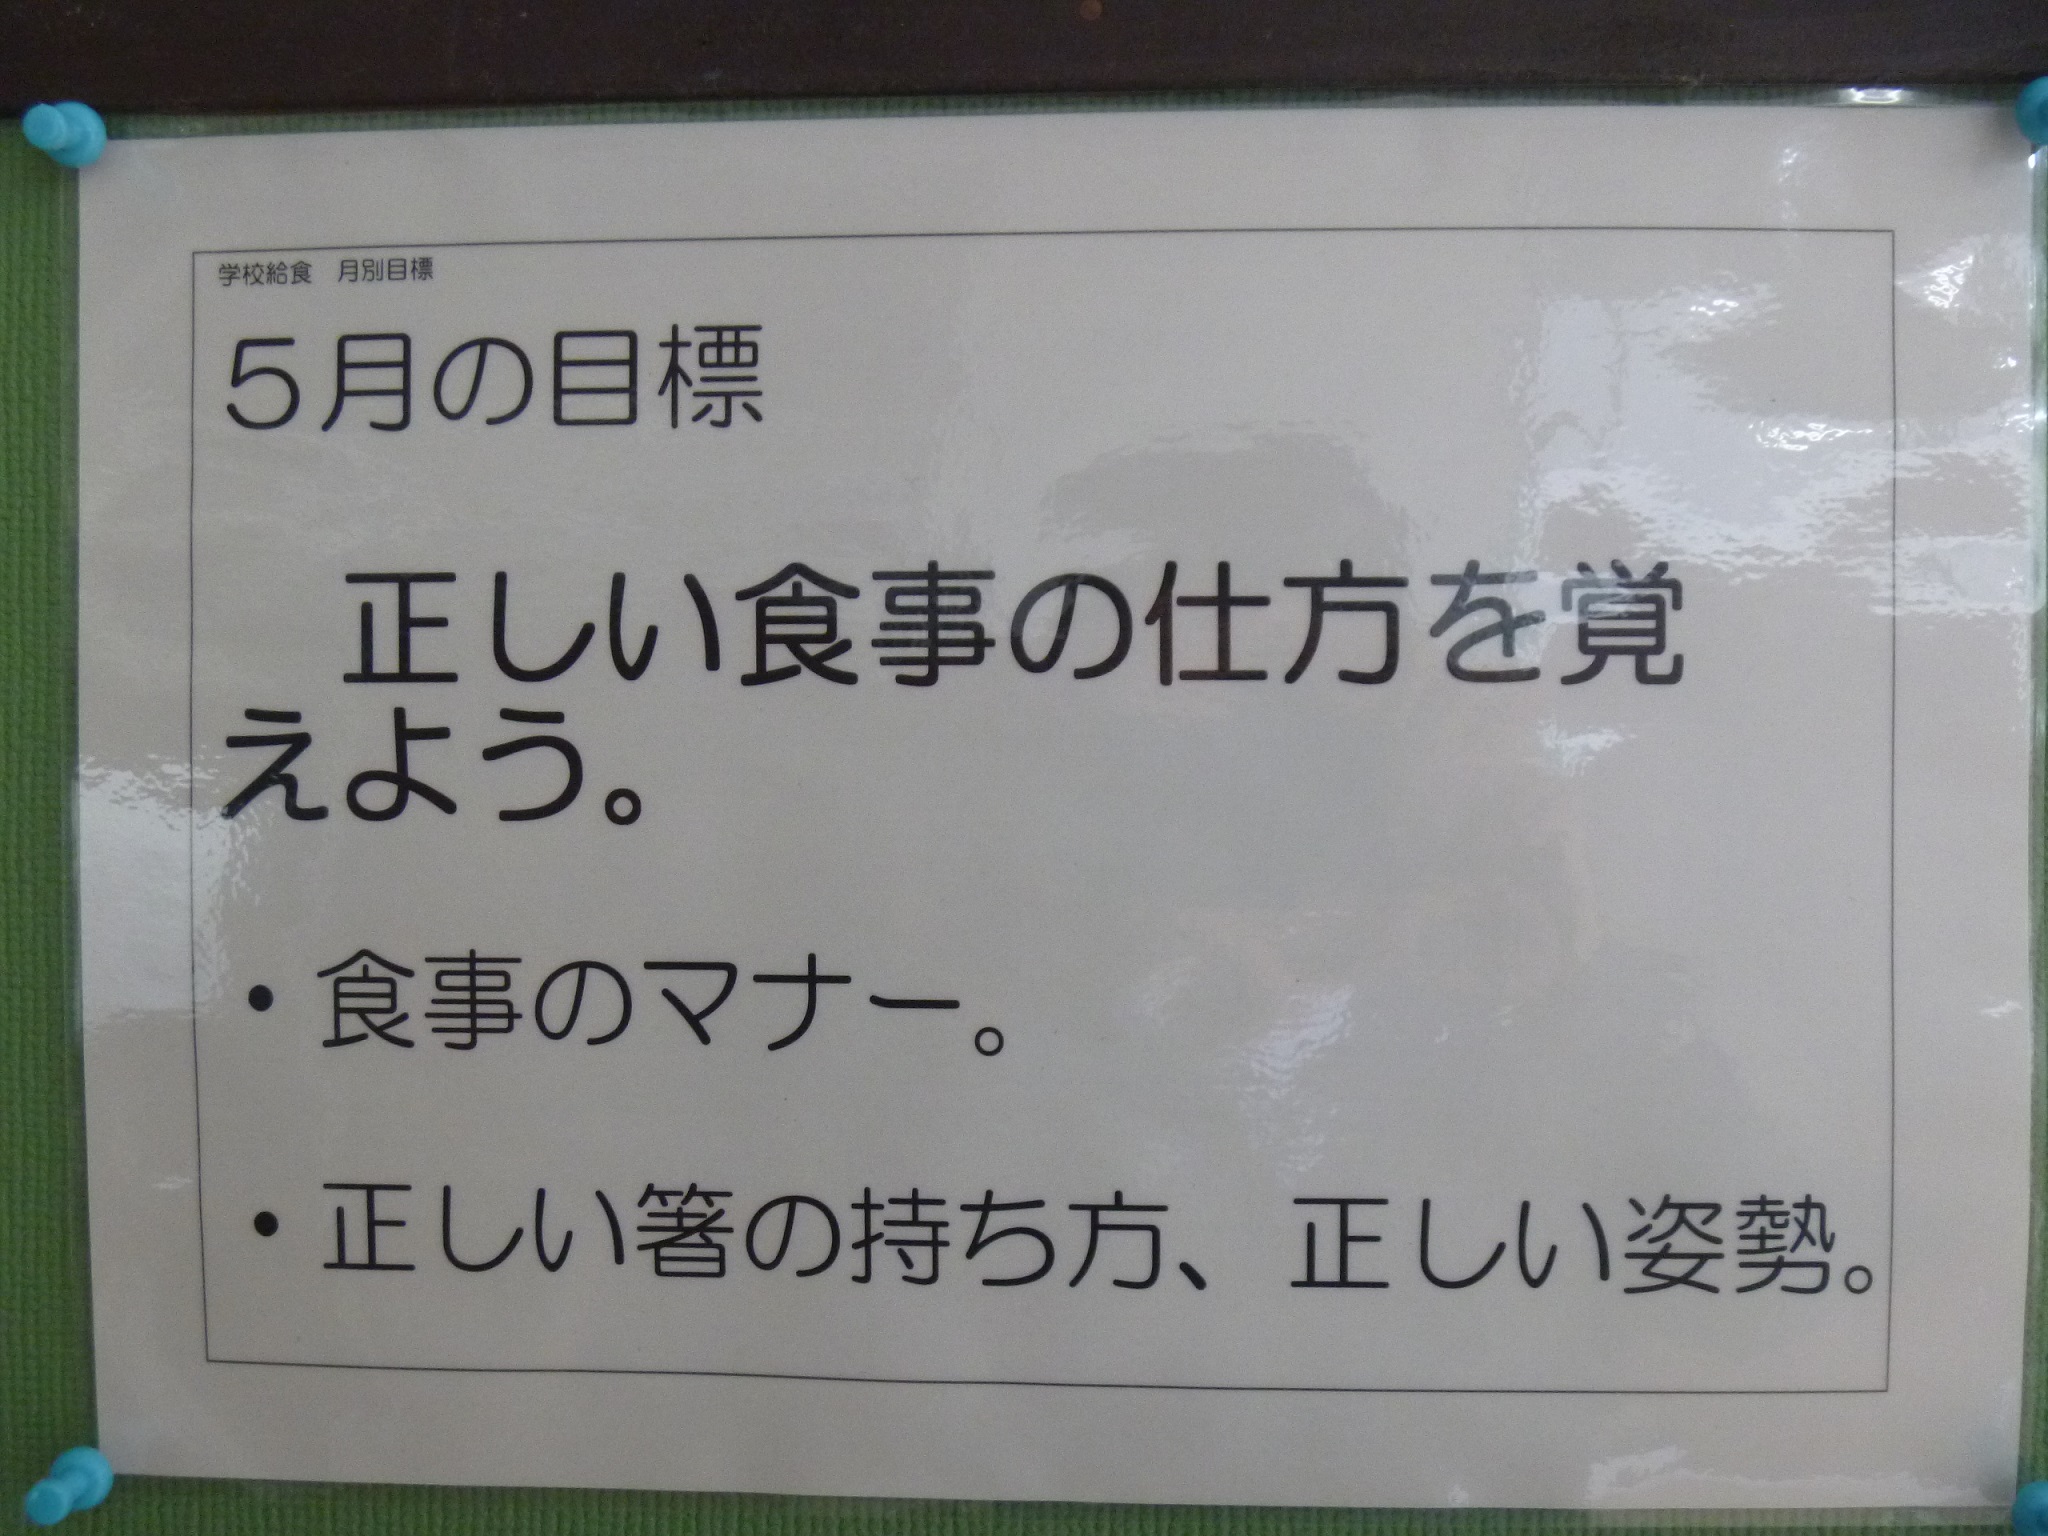 学校給食　月別目標
５月の目標
正しい食事の仕方を覚
えよう。
・食事のマナー。
・正しい箸の持ち方、正しい姿勢。